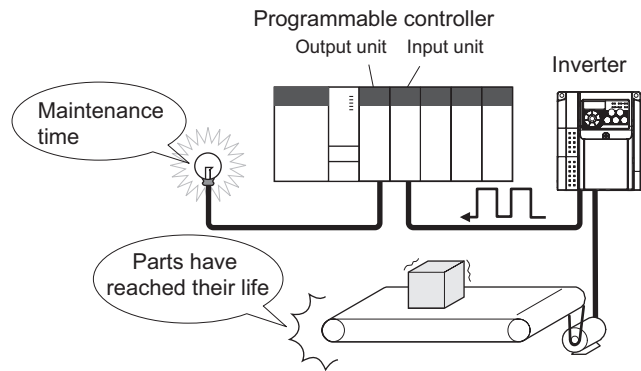 Programmable controller
Output unit
Input unit
Inverter
Maintenance
time
Parts have
reached their life